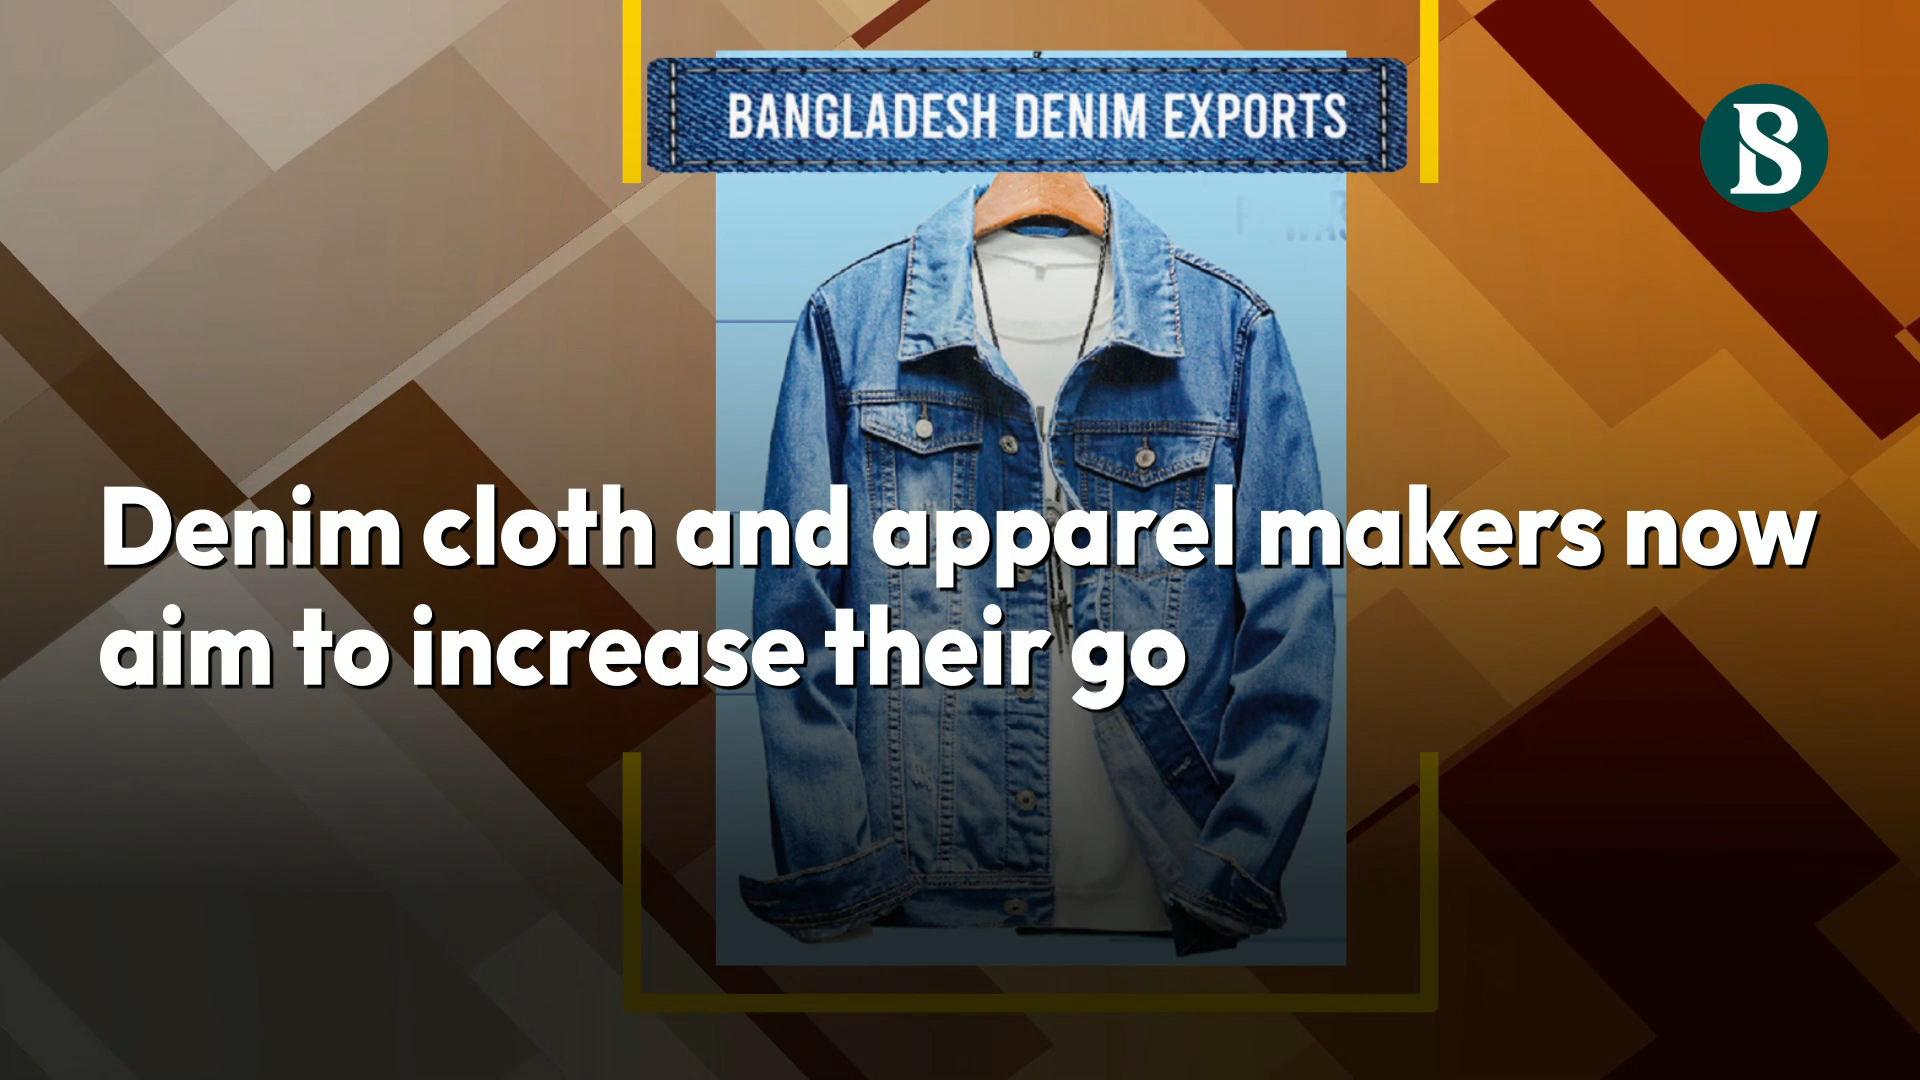 BANGLADESH DENIM EXPORTS
Denim cloth and apparel makers now
aim to increase their go